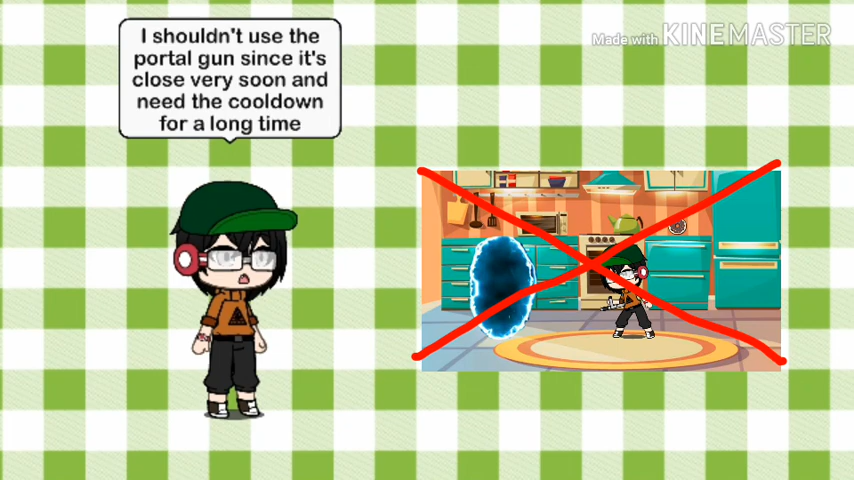 I shouldn't use the
portal gun since it's
close very soon and
need the cooldown
for a long time
Made with KINEMASTER